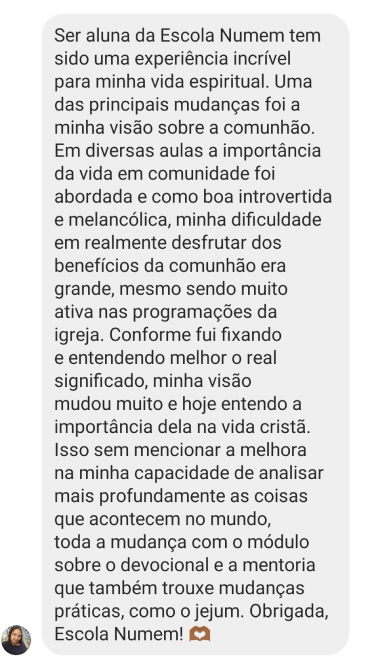 Ser aluna da Escola Numem tem
sido uma experiência incrível
para minha vida espiritual. Uma
das principais mudanças foi a
minha visão sobre a comunhão.
Em diversas aulas a importância
da vida em comunidade foi
abordada e como boa introvertida
e melancólica, minha dificuldade
em realmente desfrutar dos
benefícios da comunhão era
grande, mesmo sendo muito
ativa nas programações da
igreja. Conforme fui fixando
e entendendo melhor o real
significado, minha visão
mudou muito e hoje entendo a
importância dela na vida cristã.
Isso sem mencionar a melhora
na minha capacidade de analisar
mais profundamente as coisas
que acontecem no mundo,
toda a mudança com o módulo
sobre o devocional e a mentoria
que também trouxe mudanças
práticas, como o jejum. Obrigada,
Escola Numem! 🫶🏾